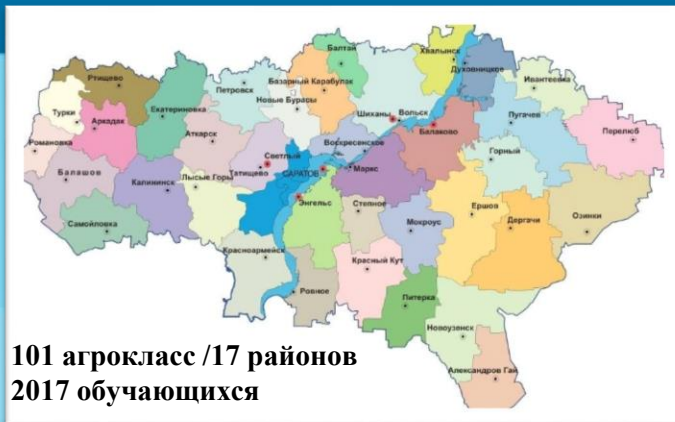 Балтай
Хвалынск
Духовницкое
Ртищево
Петровск
Базарный Карабулак
Ивантеевка
Турки
Екатериновка
Новые Бурасы
Шиханы
Вольск
Пугачев
Перелюб
Аркадак
Аткарск
Балаково
Романовка
Светлый
Воскресенское
Горный
Татищево
САРАТОВ
Маркс
Балашов
Калининск
Лысые Горы
Энгельс
Степное
Ершов
Дергачи
Озинки
Самойловка
Мокроус
Красноармейск
Красный Кут
Ровное
Питерка
Новоузенск
Александров Гай
101 агрокласс /17 районов
2017 обучающихся